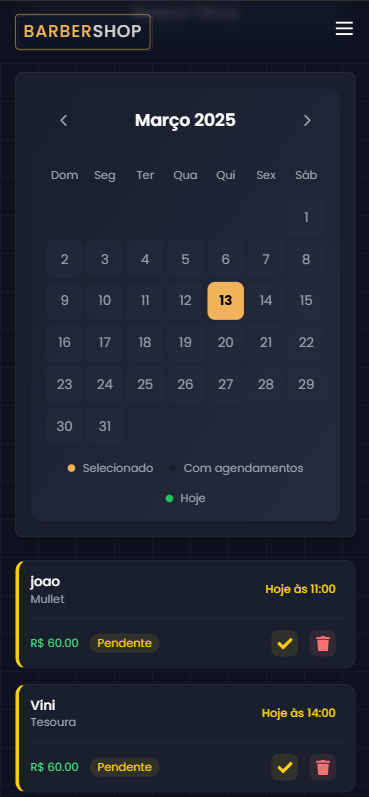 BARBERSHOP
Março 2025
Dom Seg Ter Qua Qui Sex Sáb
1
2 3 4 5 6 7 8
9 10 11 12 13 14 15
16 17 18 19 20 21 22
23 24 25 26 27 28 29
30 31
Selecionado Com agendamentos
Hoje
joao
Mullet
Hoje às 11:00
R$ 60.00 Pendente
Vini
Tesoura
Hoje às 14:00
R$ 60.00 Pendente